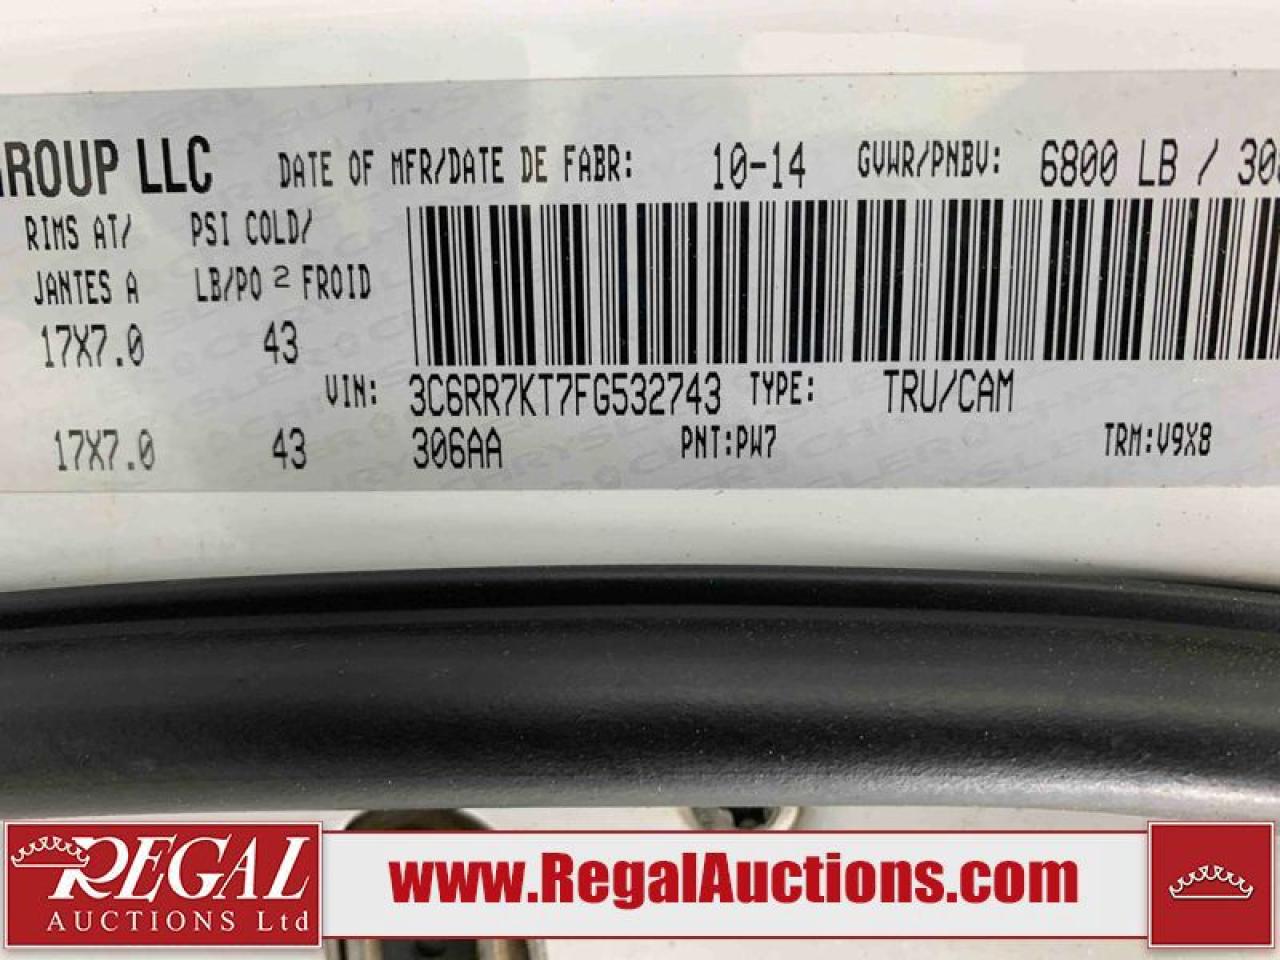 GROUP LLC DATE OF MFR/DATE DE FABR: 10-14 GVWR/PNBV: 6800 LB / 308
RIMS AT/ PSI COLD/
JANTES A LB/PO 2 FROID
17X7.0 43
VIN: 3C6RR7KT7FG532743 TYPE: TRU/CAM
17X7.0 43 306AA PNT:PW7 TRM:V9X8
REGAL
AUCTIONS Ltd
www.RegalAuctions.com